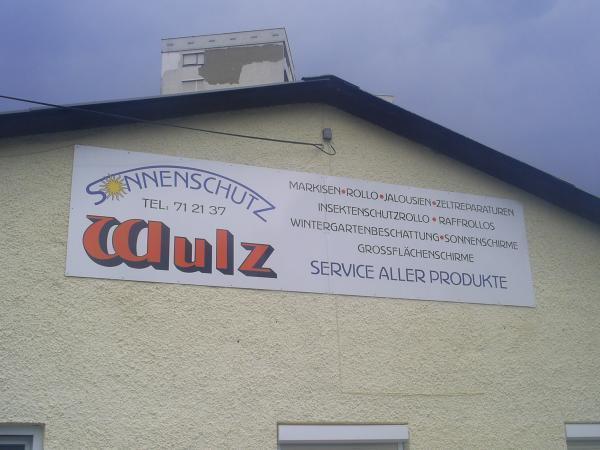 SONNENSCHUTZ
TEL: 71 21 37
Wulz
MARKISEN•ROLLO•JALOUSIEN•ZELTREPARATUREN
INSEKTENSCHUTZROLLO•RAFFROLLOS
WINTERGARTENBESCHATTUNG•SONNENSCHIRME
GROSSFLÄCHENSCHIRME
SERVICE ALLER PRODUKTE